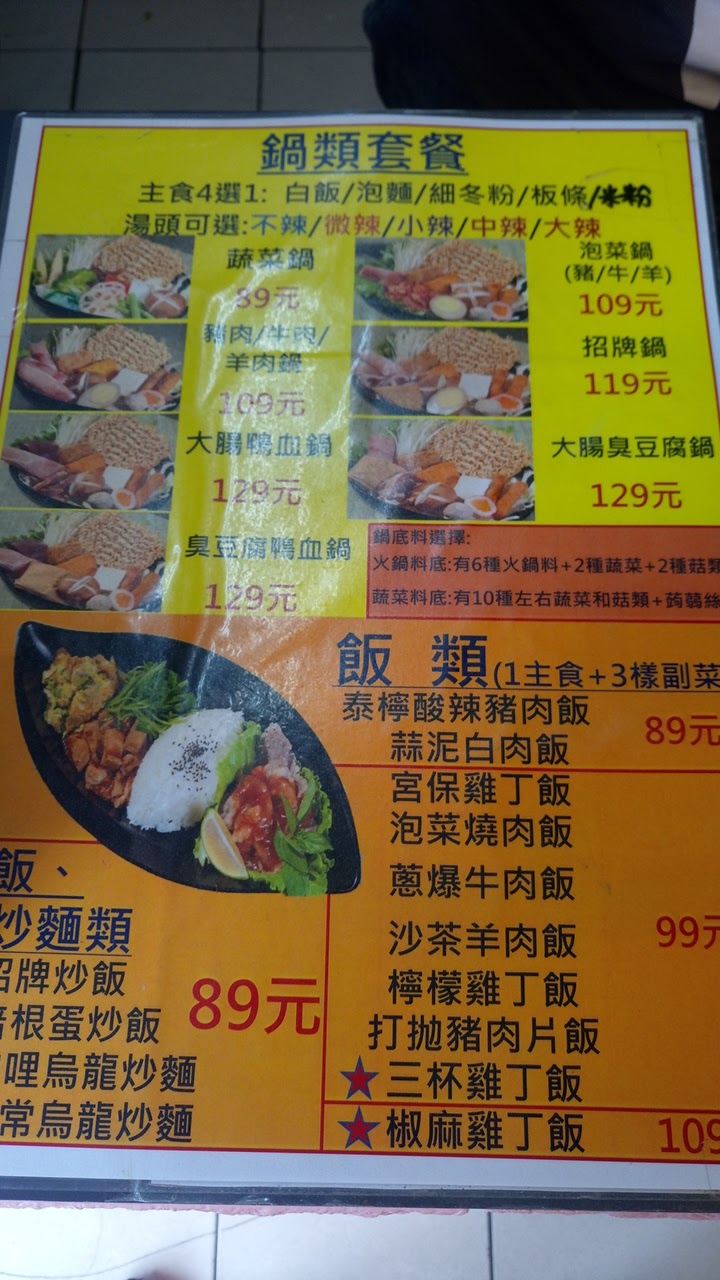 鍋類套餐
主食4選1: 白飯/泡麵/細冬粉/板條/米粉
湯頭可選:不辣/微辣/小辣/中辣/大辣
蔬菜鍋
89元
泡菜鍋
(豬/牛/羊)
109元
豬肉/牛肉/
羊肉鍋
109元
招牌鍋
119元
大腸鴨血鍋
129元
大腸臭豆腐鍋
129元
臭豆腐鴨血鍋
129元
鍋底料選擇:
火鍋料底:有6種火鍋料+2種蔬菜+2種菇類
蔬菜料底:有10種左右蔬菜和菇類+蒟蒻絲
飯 類(1主食+3樣副菜
泰檸酸辣豬肉飯
蒜泥白肉飯
89元
宮保雞丁飯
泡菜燒肉飯
蔥爆牛肉飯
沙茶羊肉飯
檸檬雞丁飯
打拋豬肉片飯
★三杯雞丁飯
99元
★椒麻雞丁飯
109
飯、
炒麵類
招牌炒飯
培根蛋炒飯
哩烏龍炒麵
常烏龍炒麵
89元